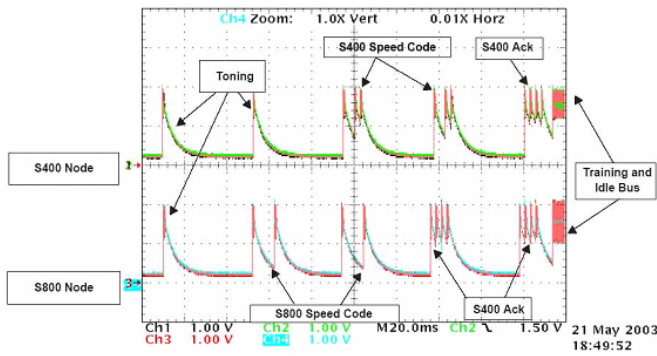 Ch4 Zoom: 1.0X Vert 0.01X Horz
S400 Speed Code
S400 Ack
Toning
S400 Node
1
Training and
Idle Bus
S800 Node
3
S800 Speed Code
S400 Ack
Ch1 1.00 V Ch2 1.00 V M20.0ms Ch2 1.50 V
Ch3 1.00 V Ch4 1.00 V
21 May 2003
18:49:52